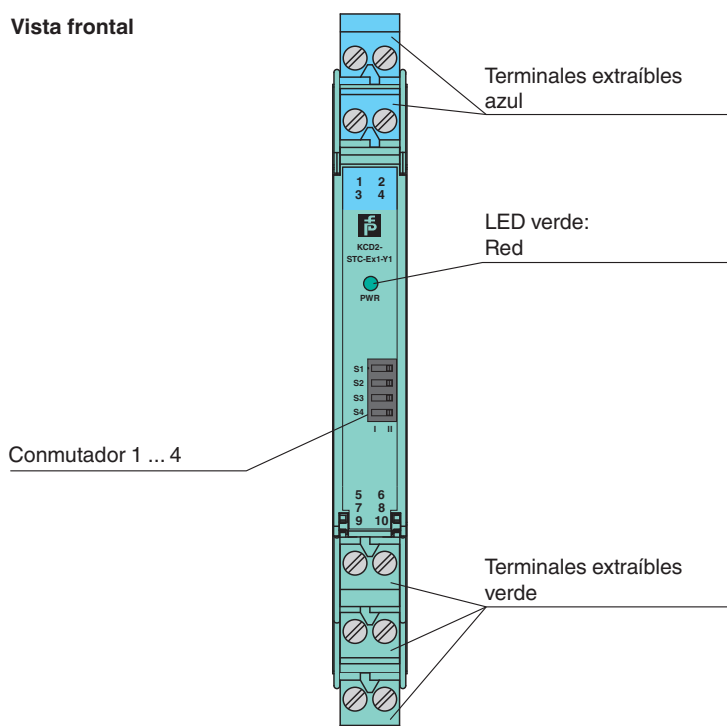 Vista frontal
Terminales extraíbles
azul
1 2
3 4
KCD2-
STC-Ex1-Y1
LED verde:
Red
PWR
S1
S2
S3
S4
I II
Conmutador 1 ... 4
5 6
7 8
9 10
Terminales extraíbles
verde